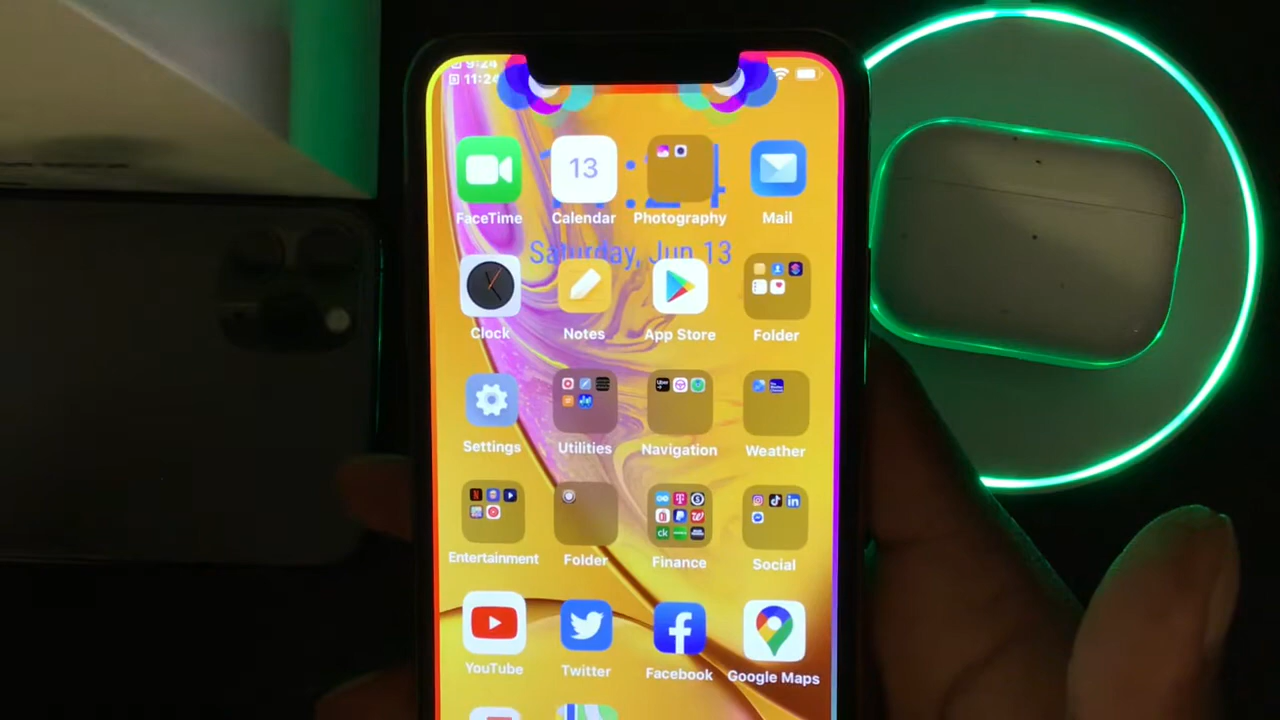 9:24
11:24
13
FaceTime Calendar Photography Mail
Saturday, Jun 13
Clock Notes App Store Folder
Settings Utilities Navigation Weather
Entertainment Folder Finance Social
YouTube Twitter Facebook Google Maps